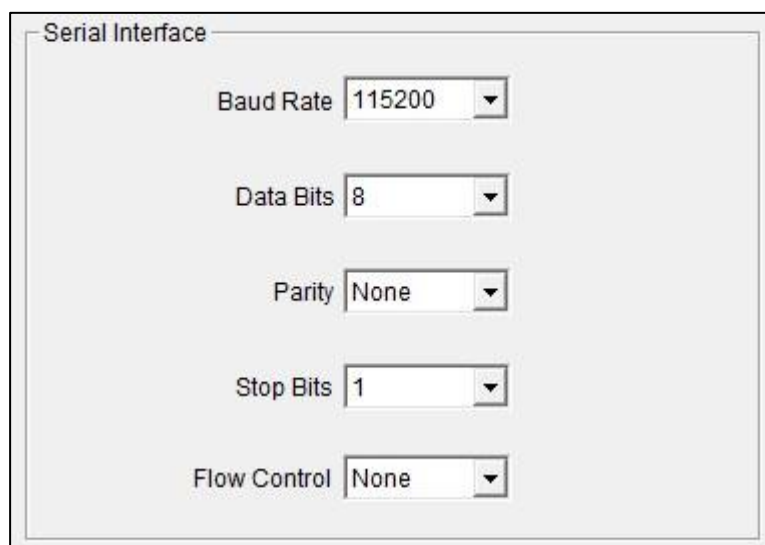 Serial Interface
Baud Rate 115200
Data Bits 8
Parity None
Stop Bits 1
Flow Control None